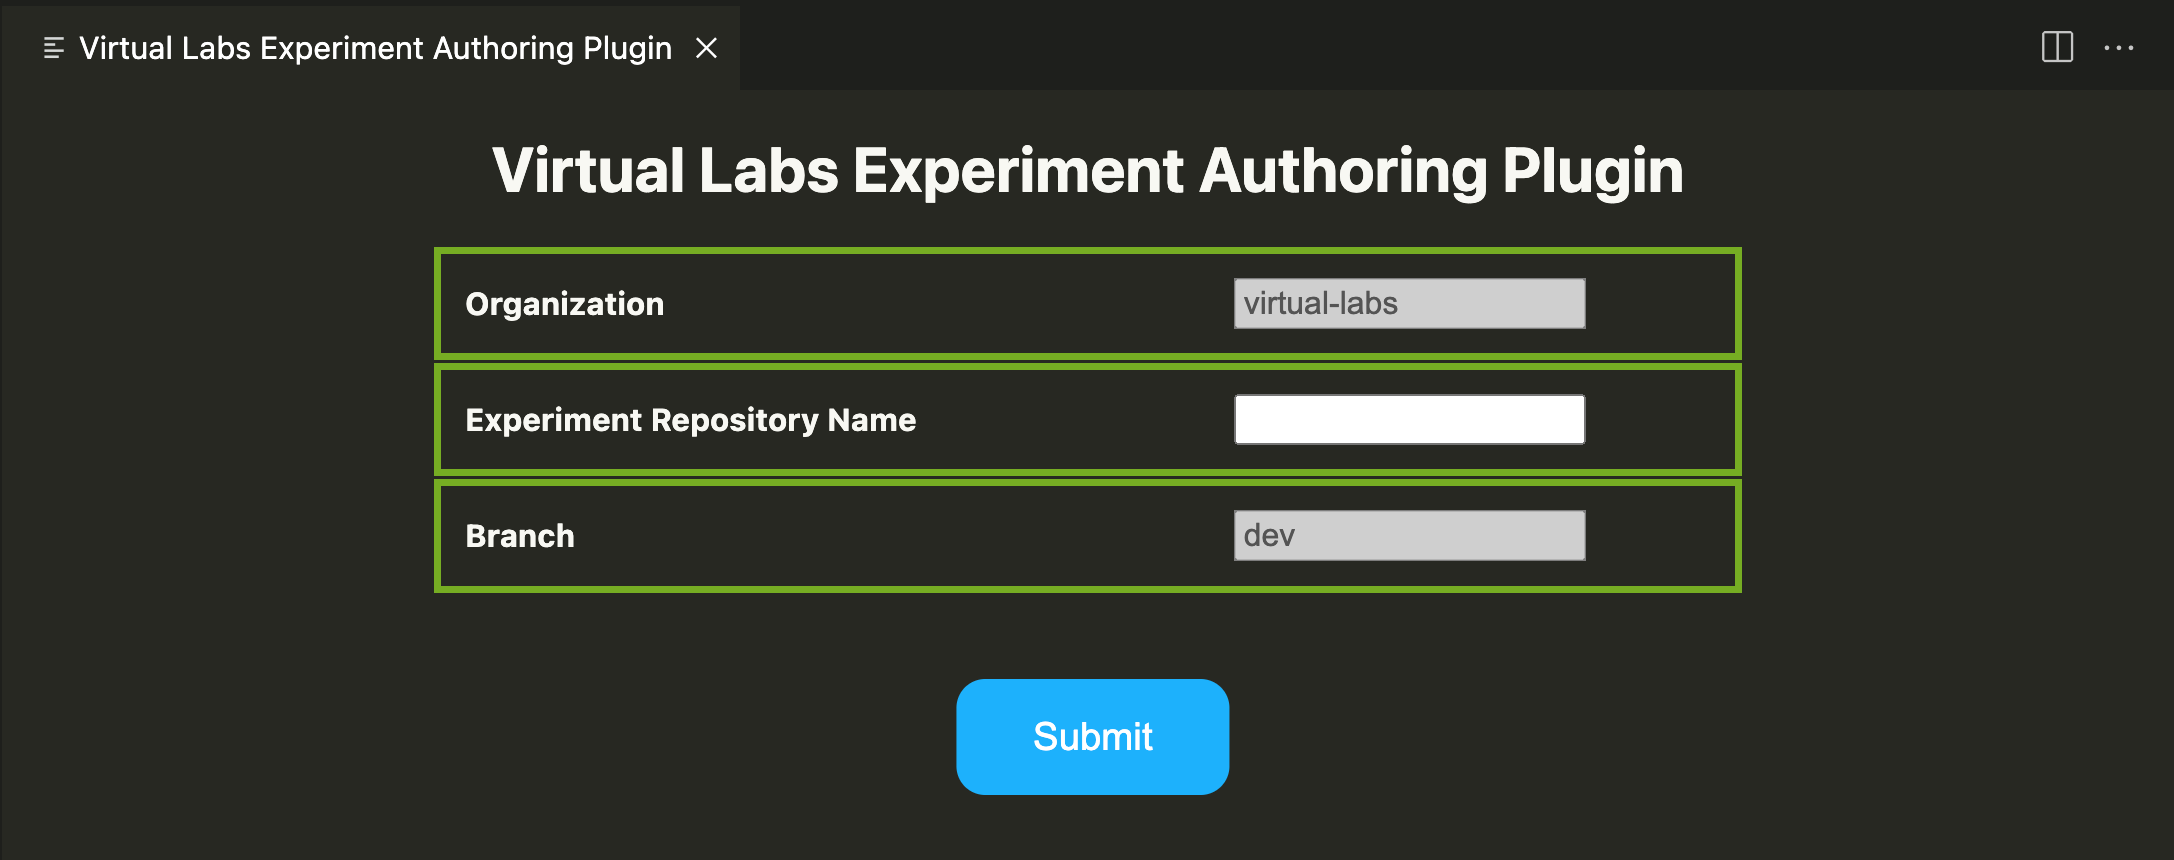 Virtual Labs Experiment Authoring Plugin
Virtual Labs Experiment Authoring Plugin
Organization virtual-labs
Experiment Repository Name
Branch dev
Submit